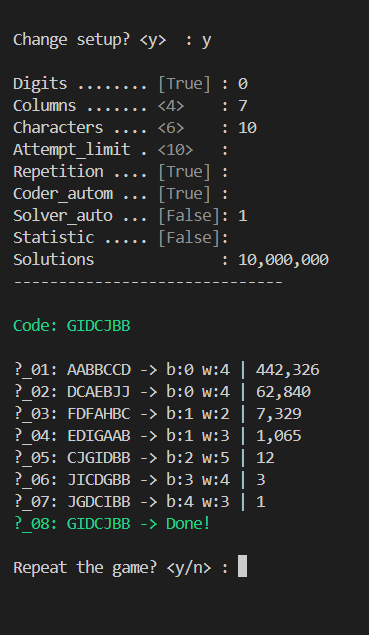 Change setup? <y>  : y
Digits ........ [True] : 0
Columns ....... <4>    : 7
Characters .... <6>    : 10
Attempt_limit . <10>   :
Repetition .... [True] :
Coder_autom ... [True] :
Solver_auto ... [False]: 1
Statistic ..... [False]:
Solutions              : 10,000,000
------------------------------
Code: GIDCJBB
?_01: AABBCCD -> b:0 w:4 | 442,326
?_02: DCAEBJJ -> b:0 w:4 | 62,840
?_03: FDFAHBC -> b:1 w:2 | 7,329
?_04: EDIGAAB -> b:1 w:3 | 1,065
?_05: CJGIDBB -> b:2 w:5 | 12
?_06: JICDGBB -> b:3 w:4 | 3
?_07: JGDCIBB -> b:4 w:3 | 1
?_08: GIDCJBB -> Done!
Repeat the game? <y/n> :